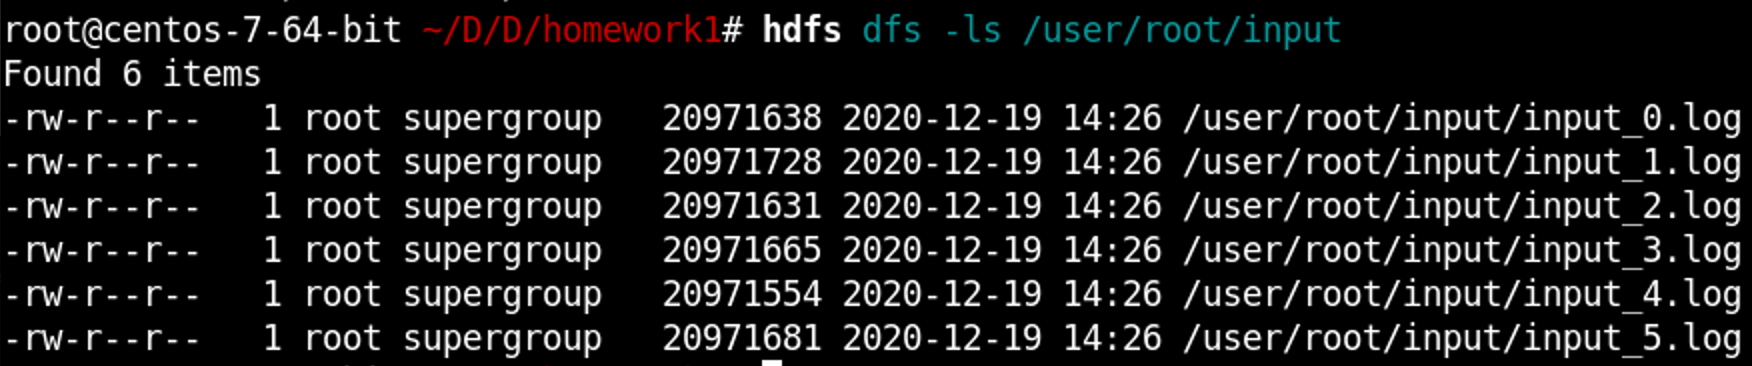 root@centos-7-64-bit ~/D/D/homework1# hdfs dfs -ls /user/root/input
Found 6 items
-rw-r--r--   1 root supergroup   20971638 2020-12-19 14:26 /user/root/input/input_0.log
-rw-r--r--   1 root supergroup   20971728 2020-12-19 14:26 /user/root/input/input_1.log
-rw-r--r--   1 root supergroup   20971631 2020-12-19 14:26 /user/root/input/input_2.log
-rw-r--r--   1 root supergroup   20971665 2020-12-19 14:26 /user/root/input/input_3.log
-rw-r--r--   1 root supergroup   20971554 2020-12-19 14:26 /user/root/input/input_4.log
-rw-r--r--   1 root supergroup   20971681 2020-12-19 14:26 /user/root/input/input_5.log